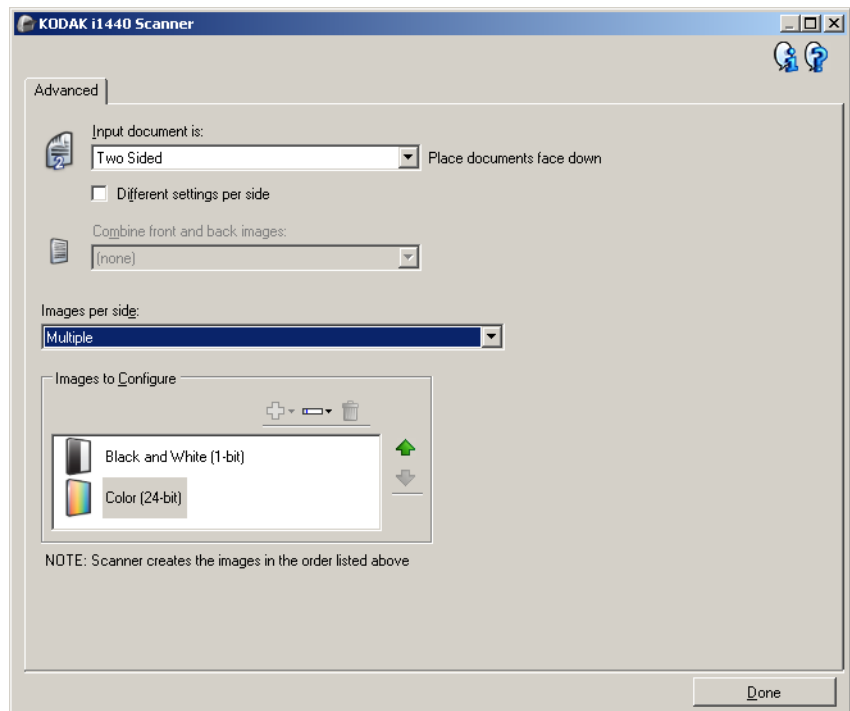 KODAK i1440 Scanner
Advanced
Input document is:
Two Sided
Place documents face down
Different settings per side
Combine front and back images:
(none)
Images per side:
Multiple
Images to Configure
Black and White (1-bit)
Color (24-bit)
NOTE: Scanner creates the images in the order listed above
Done